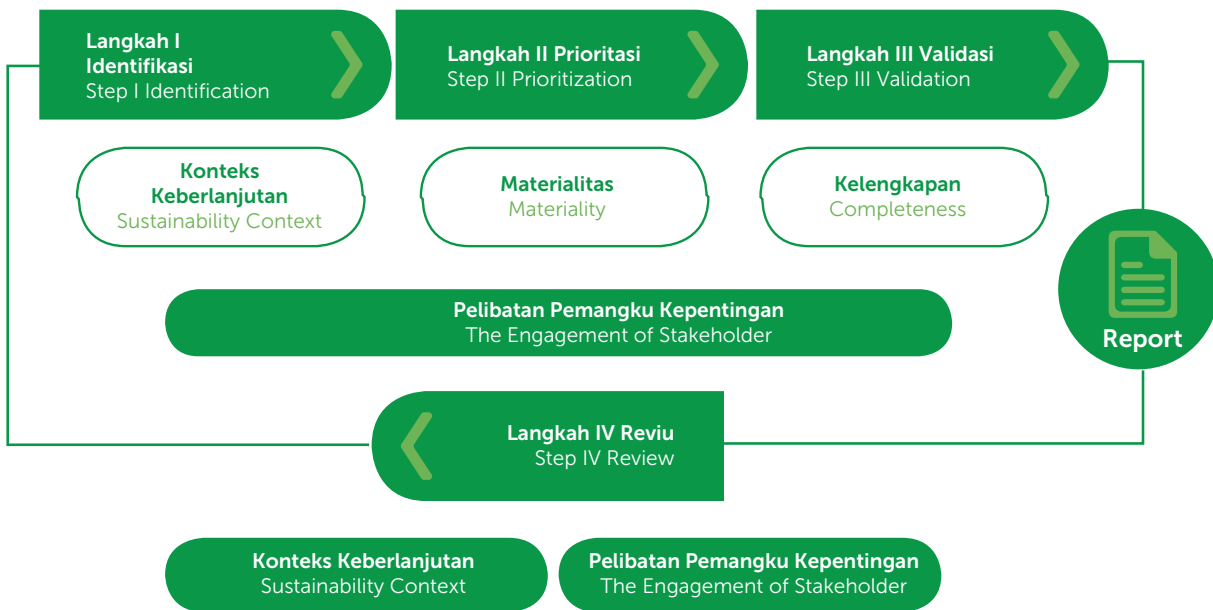 Langkah I
Identifikasi
Step I Identification
Langkah II Prioritasi
Step II Prioritization
Langkah III Validasi
Step III Validation
Konteks
Keberlanjutan
Sustainability Context
Materialitas
Materiality
Kelengkapan
Completeness
Report
Pelibatan Pemangku Kepentingan
The Engagement of Stakeholder
Langkah IV Reviu
Step IV Review
Konteks Keberlanjutan
Sustainability Context
Pelibatan Pemangku Kepentingan
The Engagement of Stakeholder